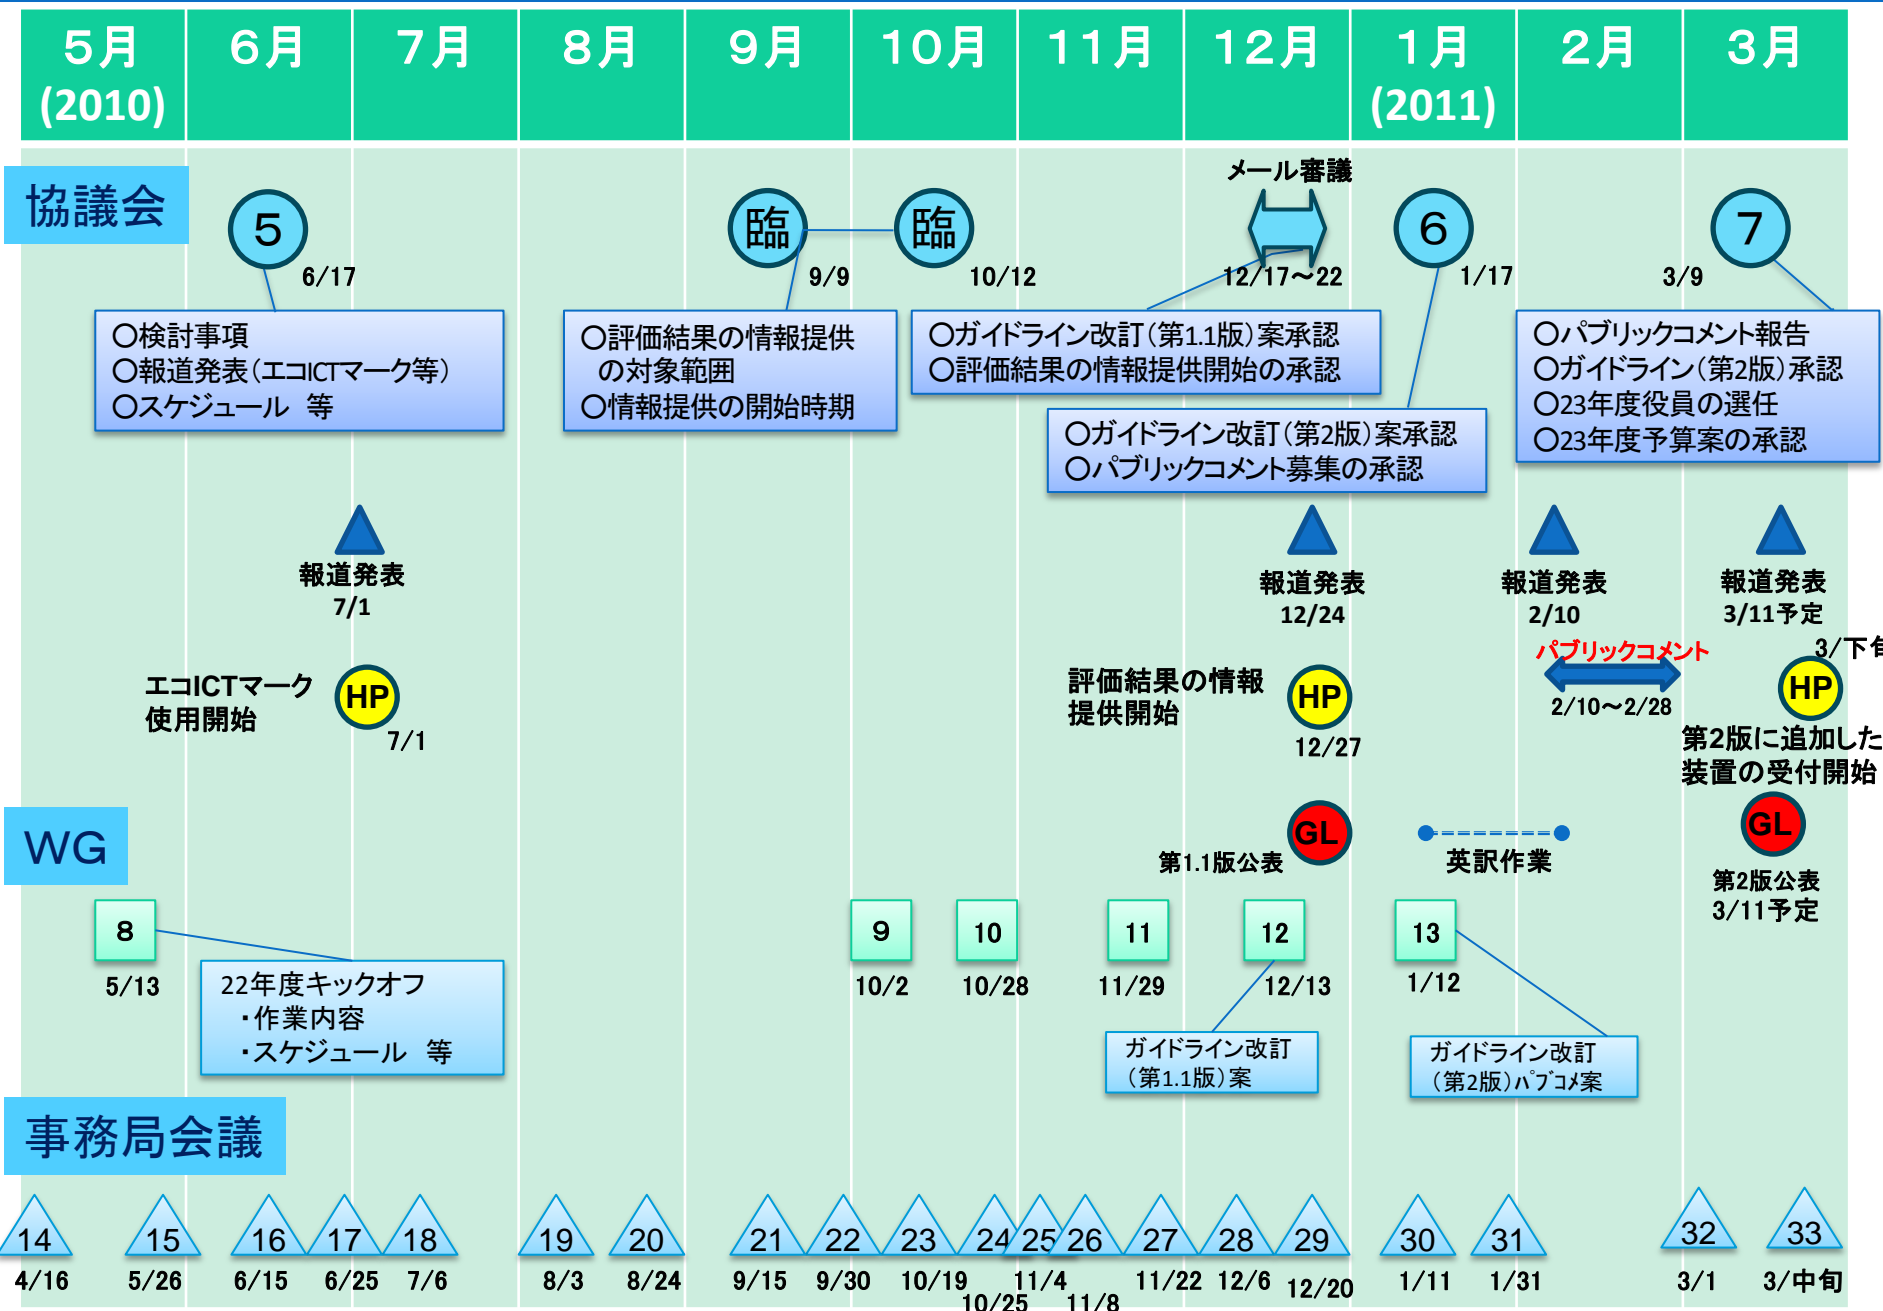 5月
(2010)
6月
7月
8月
9月
10月
11月
12月
1月
(2011)
2月
3月
協議会
5
6/17
臨
9/9
臨
10/12
メール審議
12/17～22
6
1/17
7
3/9
○検討事項
○報道発表（エコICTマーク等）
○スケジュール　等
○評価結果の情報提供
の対象範囲
○情報提供の開始時期
○ガイドライン改訂（第1.1版）案承認
○評価結果の情報提供開始の承認
○ガイドライン改訂（第2版）案承認
○パブリックコメント募集の承認
○パブリックコメント報告
○ガイドライン（第2版）承認
○23年度役員の選任
○23年度予算案の承認
報道発表
7/1
報道発表
12/24
報道発表
2/10
報道発表
3/11予定
エコICTマーク
使用開始
HP
7/1
評価結果の情報
提供開始
HP
12/27
パブリックコメント
2/10～2/28
3/下旬
HP
第2版に追加した
装置の受付開始
WG
GL
第1.1版公表
英訳作業
GL
第2版公表
3/11予定
8
5/13
9
10/2
10
10/28
11
11/29
12
12/13
13
1/12
22年度キックオフ
・作業内容
・スケジュール　等
ガイドライン改訂
（第1.1版）案
ガイドライン改訂
（第2版）ﾊﾟﾌﾞｺﾒ案
事務局会議
14
4/16
15
5/26
16
6/15
17
6/25
18
7/6
19
8/3
20
8/24
21
9/15
22
9/30
23
10/19
24
10/25
25
11/4
26
11/8
27
11/22
28
12/6
29
12/20
30
1/11
31
1/31
32
3/1
33
3/中旬